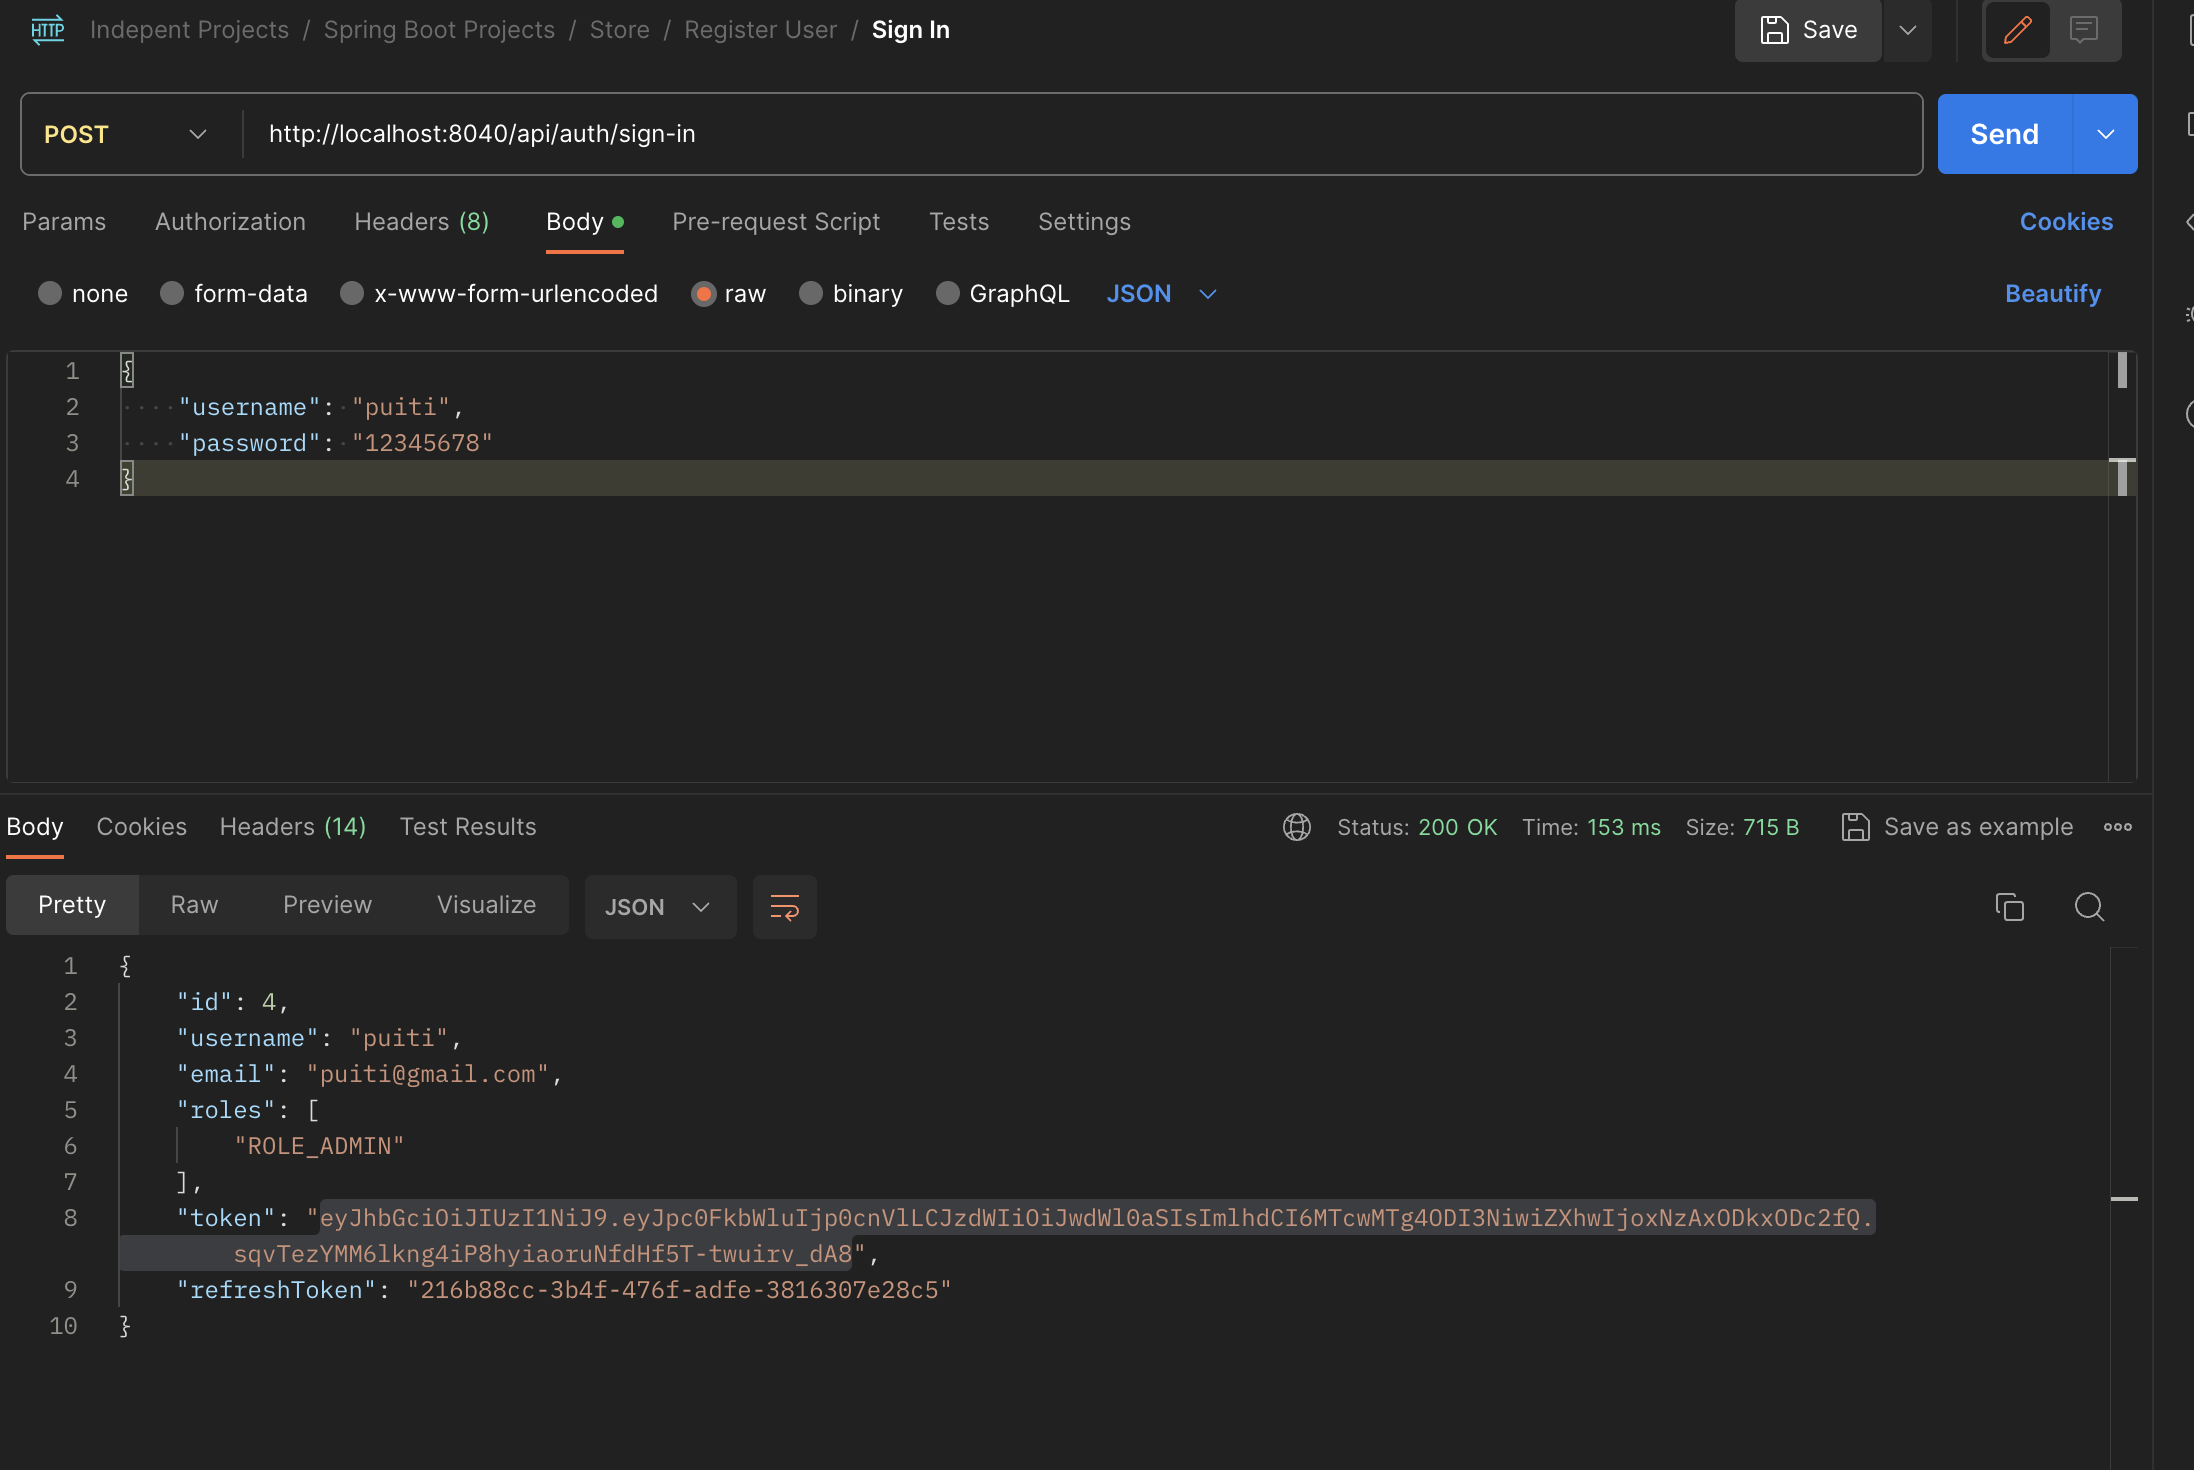 HTTP Indepent Projects / Spring Boot Projects / Store / Register User / Sign In Save
POST http://localhost:8040/api/auth/sign-in Send
Params Authorization Headers (8) Body Pre-request Script Tests Settings Cookies
none form-data x-www-form-urlencoded raw binary GraphQL JSON Beautify
1 {
2 "username": "puiti",
3 "password": "12345678"
4 }
Body Cookies Headers (14) Test Results Status: 200 OK Time: 153 ms Size: 715 B Save as example
Pretty Raw Preview Visualize JSON
1 {
2 "id": 4,
3 "username": "puiti",
4 "email": "puiti@gmail.com",
5 "roles": [
6 "ROLE_ADMIN"
7 ],
8 "token": "eyJhbGciOiJIUzI1NiJ9.eyJpc0FkbWluIjp0cnVlLCJzdWIiOiJwdWl0aSIsImlhdCI6MTcwMTg4ODI3NiwiZXhwIjoxNzAxODkxODc2fQ.
sqvTezYMM6lkng4iP8hyiaoruNfdHf5T-twuirv_dA8",
9 "refreshToken": "216b88cc-3b4f-476f-adfe-3816307e28c5"
10 }